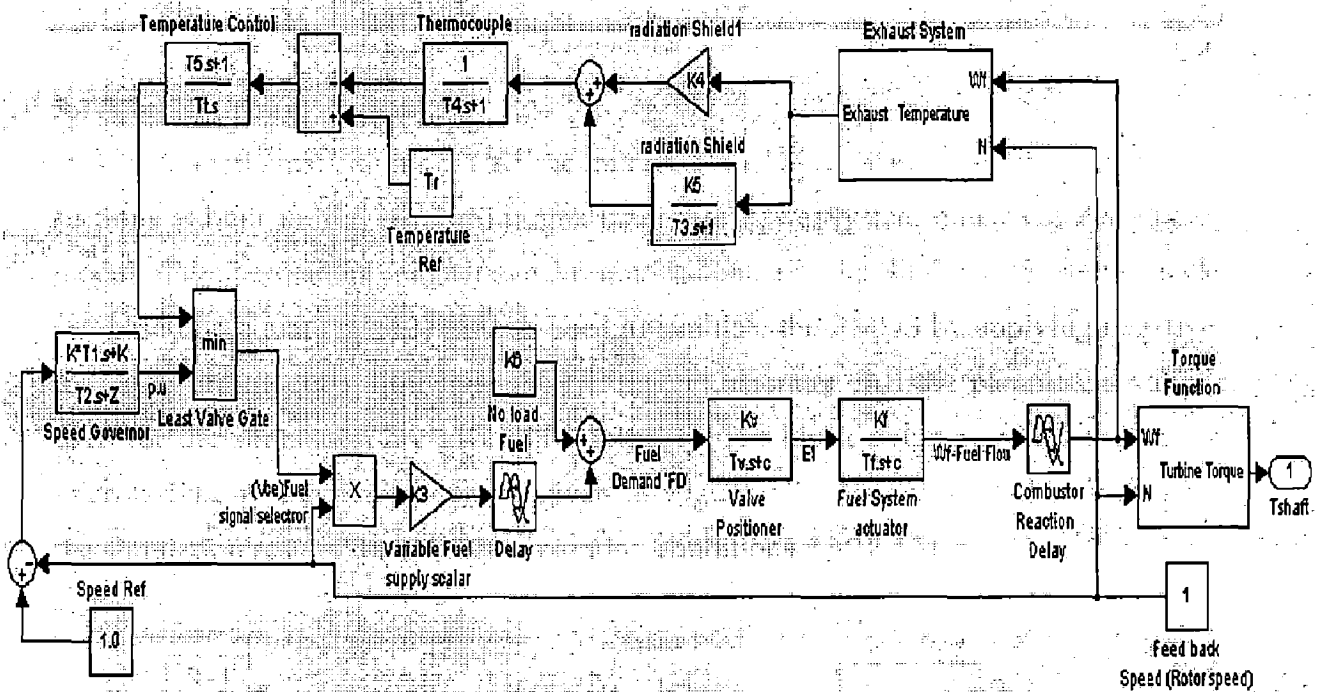 Temperature Control
T5.s+1
Tt.s
Thermocouple
1
T4.s+1
radiation Shield1
K4
Exhaust System
Wf
Exhaust Temperature
N
radiation Shield
K5
T3.s+1
Tr
Temperature
Ref
min
Least Valve Gate
K*T1.s+K
T2.s+Z
p.u
Speed Governor
K6
No load
Fuel
(Vce)Fuel
signal selectror
X
K3
Variable Fuel
supply scalar
Delay
Fuel
Demand 'FD'
Kv
Tv.s+c
Valve
Positioner
E1
Kf
Tf.s+c
Fuel System
actuator
Wf-Fuel Flow
Combustor
Reaction
Delay
Torque
Function
Wf
Turbine Torque
N
1
Tshaft
Speed Ref
1.0
1
Feed back
Speed (Rotor speed)